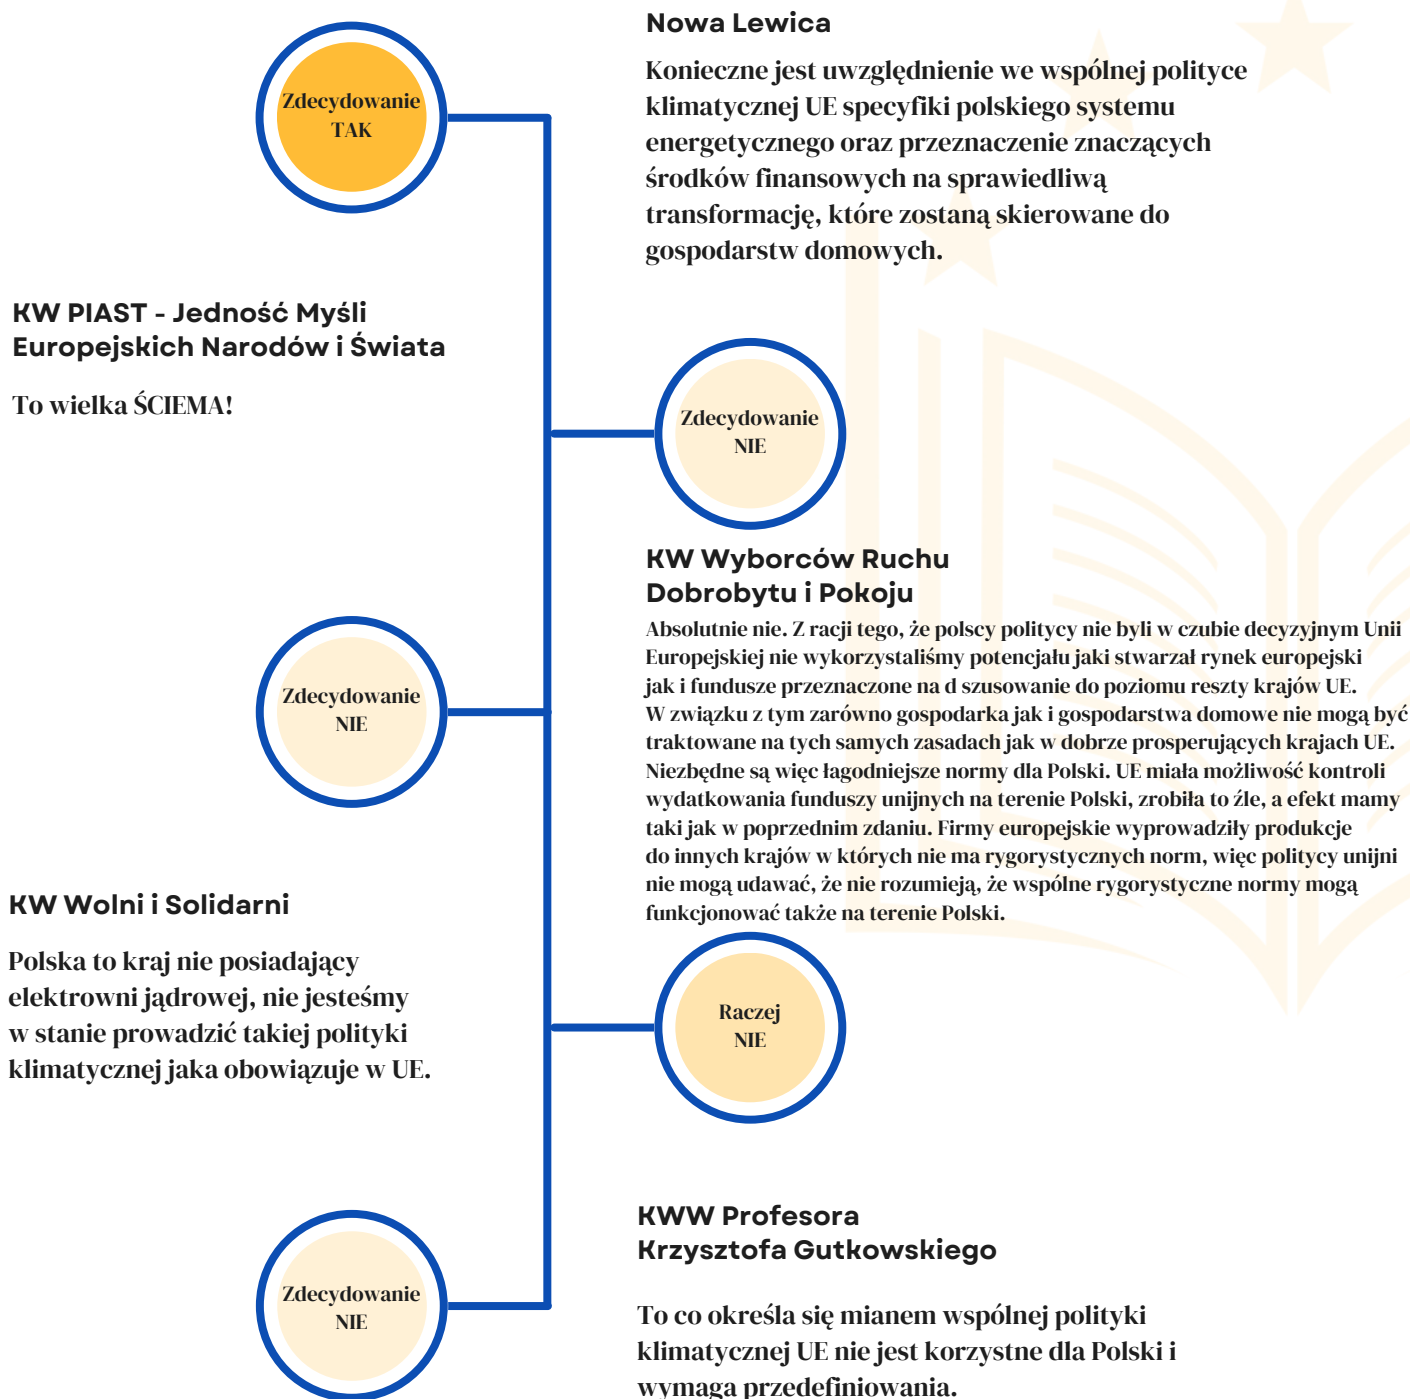 Zdecydowanie
TAK
Nowa Lewica
Konieczne jest uwzględnienie we wspólnej polityce
klimatycznej UE specyfiki polskiego systemu
energetycznego oraz przeznaczenie znaczących
środków finansowych na sprawiedliwą
transformację, które zostaną skierowane do
gospodarstw domowych.
KW PIAST - Jedność Myśli
Europejskich Narodów i Świata
To wielka ŚCIEMA!
Zdecydowanie
NIE
Zdecydowanie
NIE
KW Wyborców Ruchu
Dobrobytu i Pokoju
Absolutnie nie. Z racji tego, że polscy politycy nie byli w czubie decyzyjnym Unii
Europejskiej nie wykorzystaliśmy potencjału jaki stwarzał rynek europejski
jak i fundusze przeznaczone na d szusowanie do poziomu reszty krajów UE.
W związku z tym zarówno gospodarka jak i gospodarstwa domowe nie mogą być
traktowane na tych samych zasadach jak w dobrze prosperujących krajach UE.
Niezbędne są więc łagodniejsze normy dla Polski. UE miała możliwość kontroli
wydatkowania funduszy unijnych na terenie Polski, zrobiła to źle, a efekt mamy
taki jak w poprzednim zdaniu. Firmy europejskie wyprowadziły produkcje
do innych krajów w których nie ma rygorystycznych norm, więc politycy unijni
nie mogą udawać, że nie rozumieją, że wspólne rygorystyczne normy mogą
funkcjonować także na terenie Polski.
KW Wolni i Solidarni
Polska to kraj nie posiadający
elektrowni jądrowej, nie jesteśmy
w stanie prowadzić takiej polityki
klimatycznej jaka obowiązuje w UE.
Raczej
NIE
Zdecydowanie
NIE
KWW Profesora
Krzysztofa Gutkowskiego
To co określa się mianem wspólnej polityki
klimatycznej UE nie jest korzystne dla Polski i
wymaga przedefiniowania.